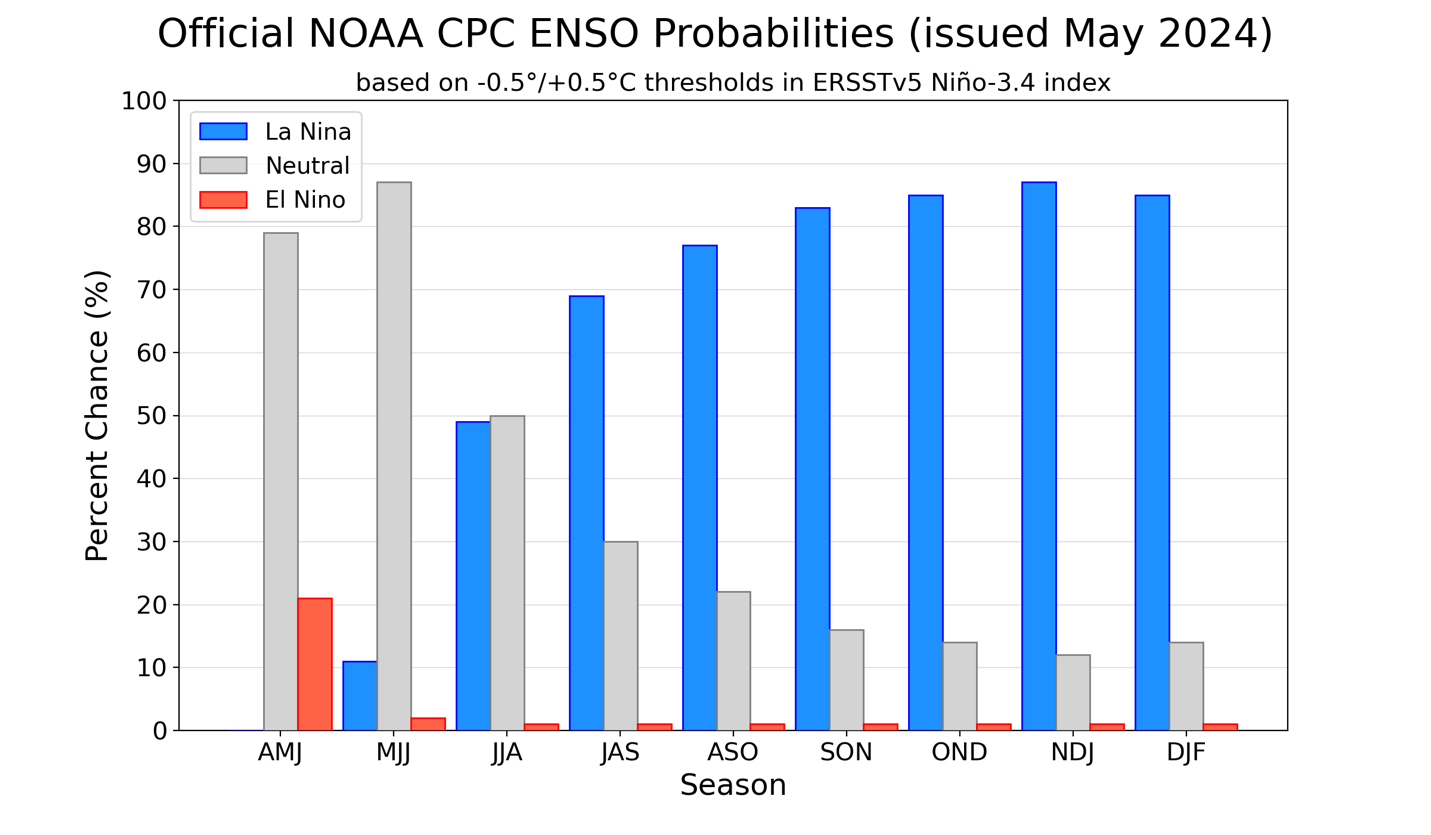 Official NOAA CPC ENSO Probabilities (issued May 2024)
based on -0.5°/+0.5°C thresholds in ERSSTv5 Niño-3.4 index
La Nina
Neutral
El Nino
Percent Chance (%)
100
90
80
70
60
50
40
30
20
10
0
AMJ MJJ JJA JAS ASO SON OND NDJ DJF
Season